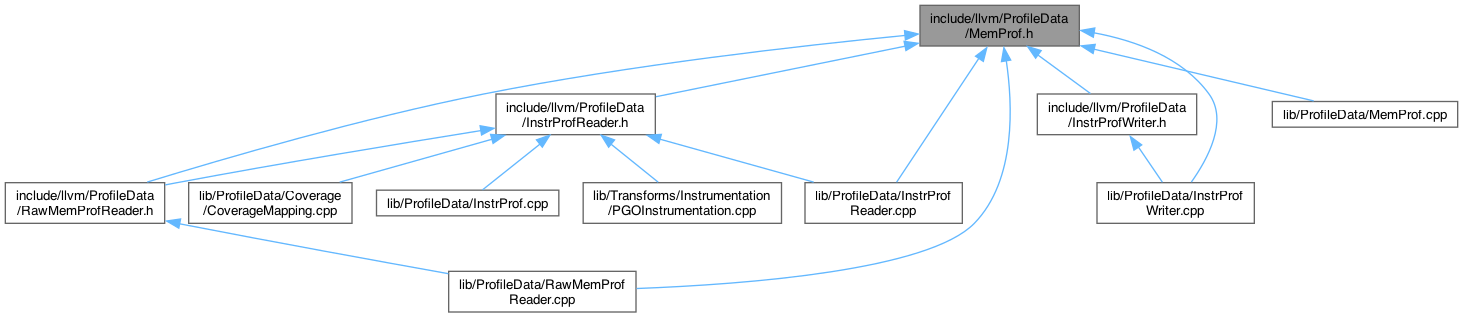 include/llvm/ProfileData
/MemProf.h
include/llvm/ProfileData
/InstrProfReader.h
include/llvm/ProfileData
/InstrProfWriter.h
lib/ProfileData/MemProf.cpp
include/llvm/ProfileData
/RawMemProfReader.h
lib/ProfileData/Coverage
/CoverageMapping.cpp
lib/ProfileData/InstrProf.cpp
lib/Transforms/Instrumentation
/PGOInstrumentation.cpp
lib/ProfileData/InstrProf
Reader.cpp
lib/ProfileData/InstrProf
Writer.cpp
lib/ProfileData/RawMemProf
Reader.cpp